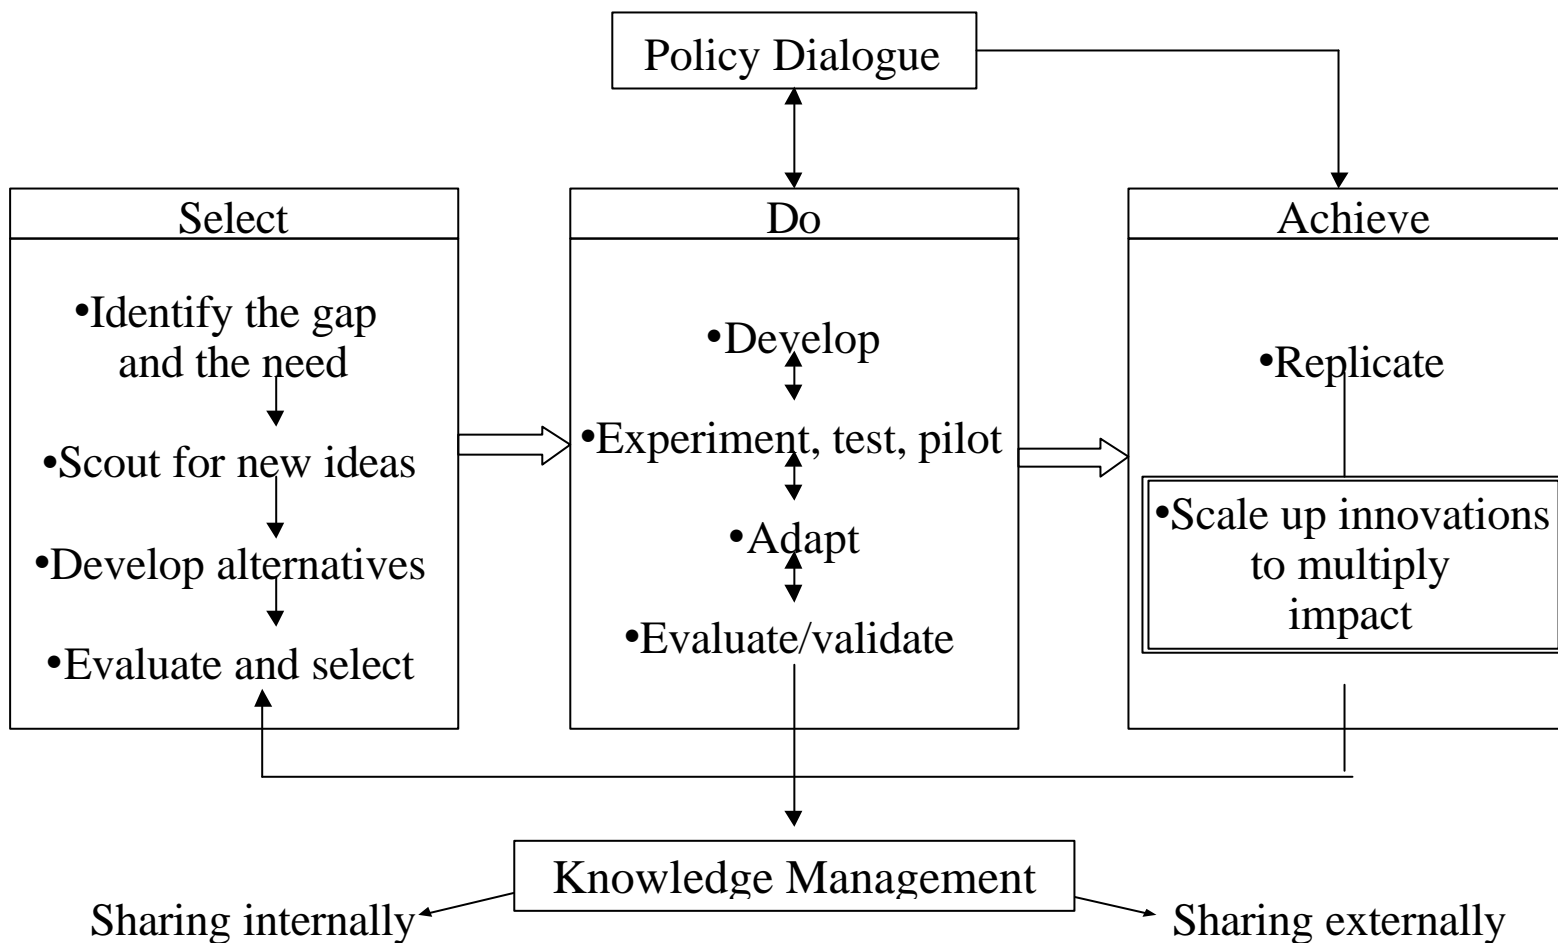 Policy Dialogue
Select
•Identify the gap
and the need
•Scout for new ideas
•Develop alternatives
•Evaluate and select
Do
•Develop
•Experiment, test, pilot
•Adapt
•Evaluate/validate
Achieve
•Replicate
•Scale up innovations
to multiply
impact
Knowledge Management
Sharing internally
Sharing externally